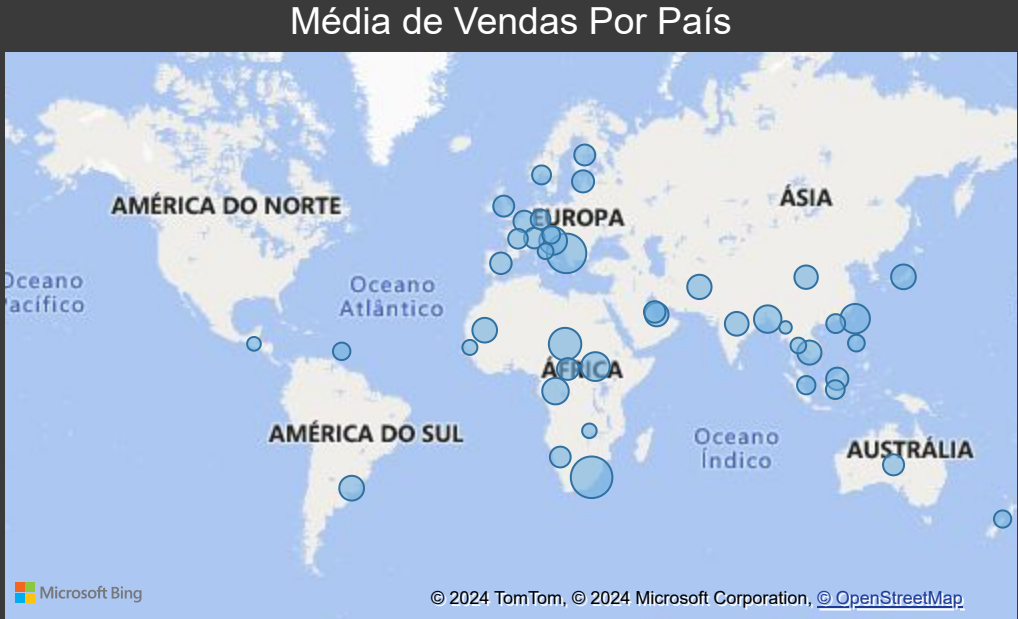 Média de Vendas Por País
AMÉRICA DO NORTE
EUROPA
ÁSIA
Oceano
Pacífico
Oceano
Atlântico
ÁFRICA
AMÉRICA DO SUL
Oceano
Índico
AUSTRÁLIA
Microsoft Bing
© 2024 TomTom, © 2024 Microsoft Corporation, © OpenStreetMap